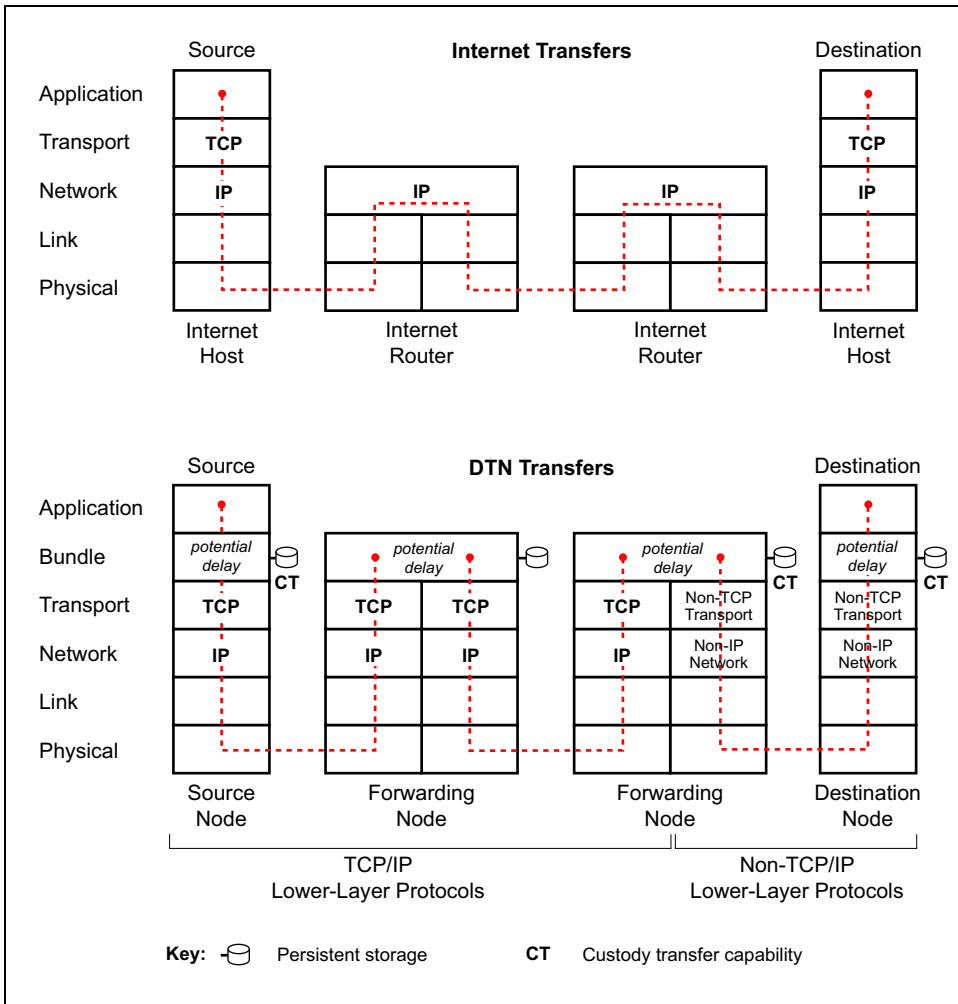 Source Internet Transfers Destination
Application
Transport TCP TCP
Network IP IP IP IP
Link
Physical
Internet Host
Internet Router
Internet Router
Internet Host
Source DTN Transfers Destination
Application
Bundle potential delay potential delay potential delay potential delay
CT CT CT
Transport TCP TCP TCP TCP Non-TCP Transport Non-TCP Transport
Network IP IP IP IP Non-IP Network Non-IP Network
Link
Physical
Source Node
Forwarding Node
Forwarding Node
Destination Node
TCP/IP
Lower-Layer Protocols
Non-TCP/IP
Lower-Layer Protocols
Key: Persistent storage CT Custody transfer capability